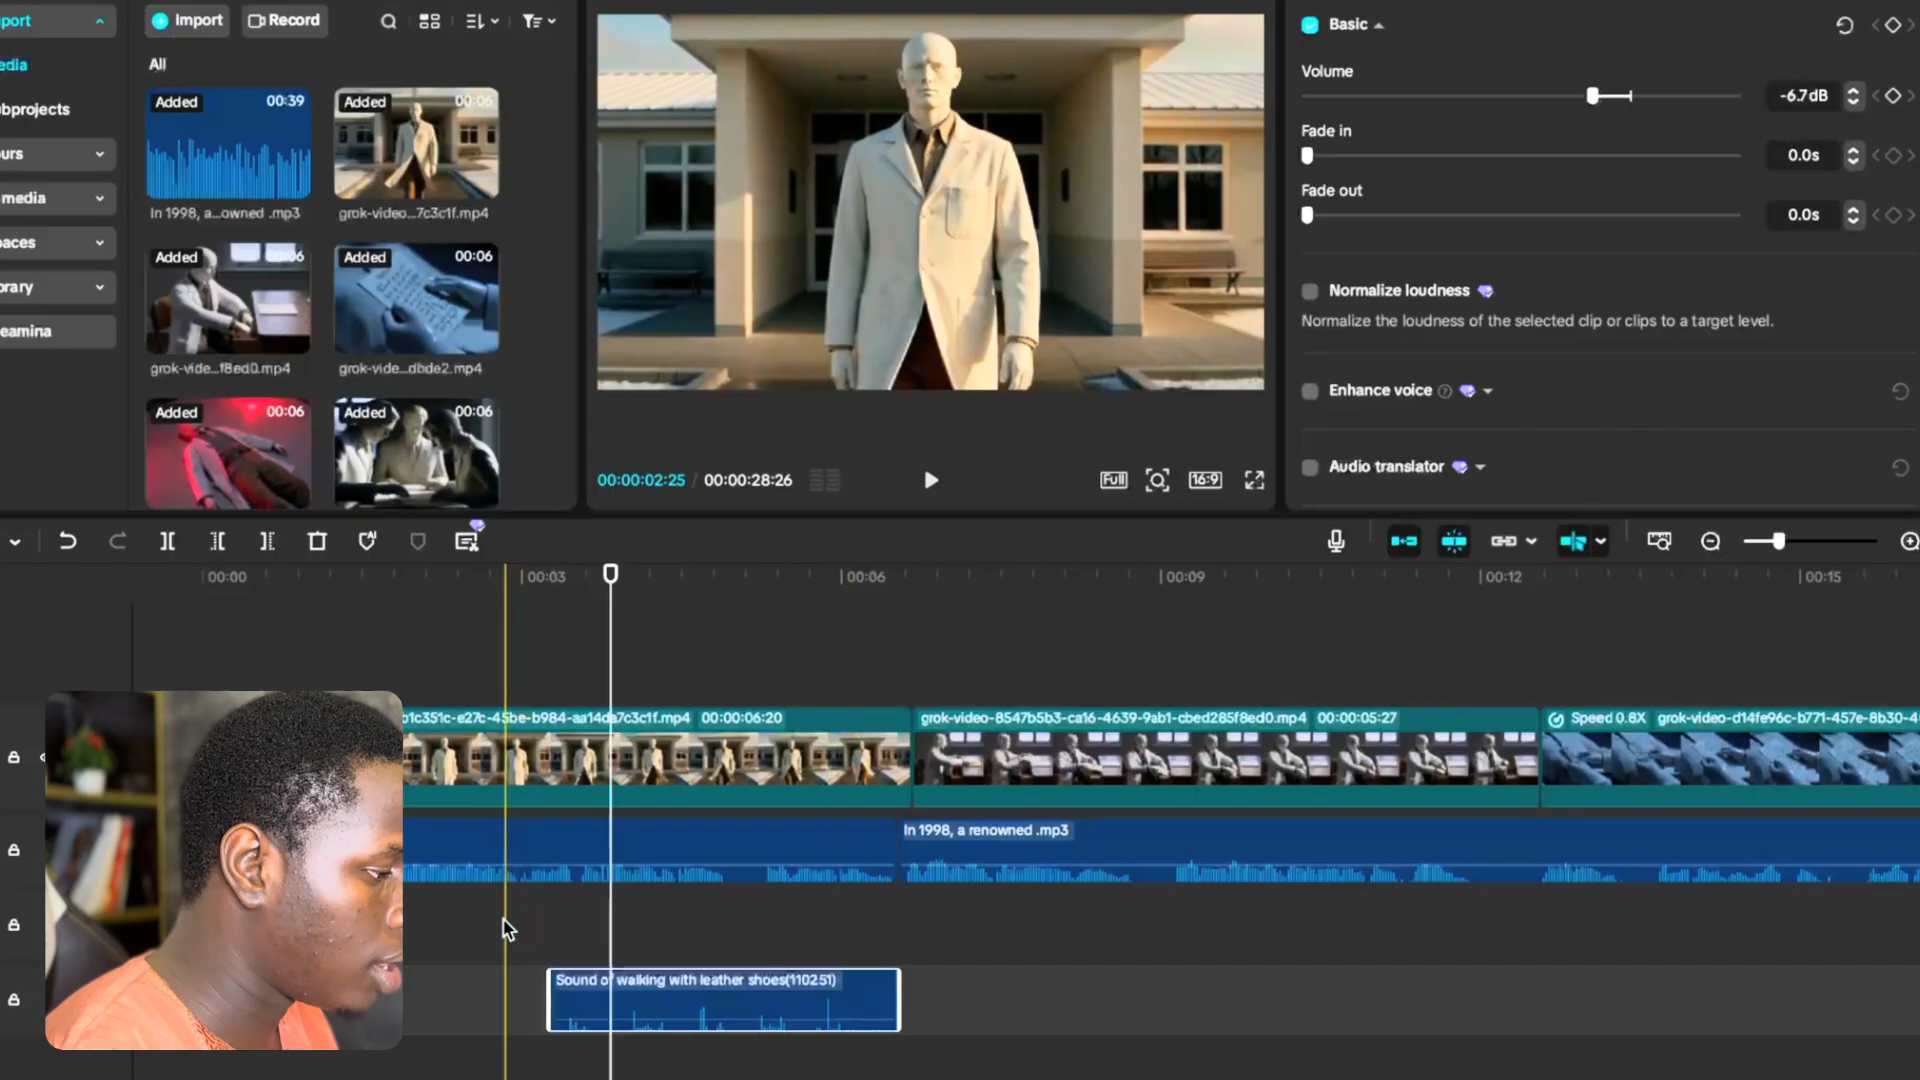 port
Import
Record
Basic
edia
All
Volume
Added
00:39
Added
00:06
-6.7dB
bprojects
Fade in
ours
0.0s
media
Fade out
In 1998, a...owned .mp3
grok-video...7c3c1f.mp4
0.0s
aces
Added
Added
00:06
brary
Normalize loudness
Normalize the loudness of the selected clip or clips to a target level.
eamina
grok-vide...f8ed0.mp4
grok-vide...dbde2.mp4
Enhance voice
Added
00:06
Added
00:06
Audio translator
00:00:02:25 / 00:00:28:26
Full
16:9
00:00
00:03
00:06
00:09
00:12
00:15
b1c351c-e27c-45be-b984-aa14da7c3c1f.mp4 00:00:06:20
grok-video-8547b5b3-ca16-4639-9ab1-cbed285f8ed0.mp4 00:00:05:27
Speed 0.8X grok-video-d14fe96c-b771-457e-8b30-4
In 1998, a renowned .mp3
Sound of walking with leather shoes(110251)